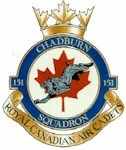 CHADBURN
151 151
SQUADRON
ROYAL CANADIAN AIR CADETS